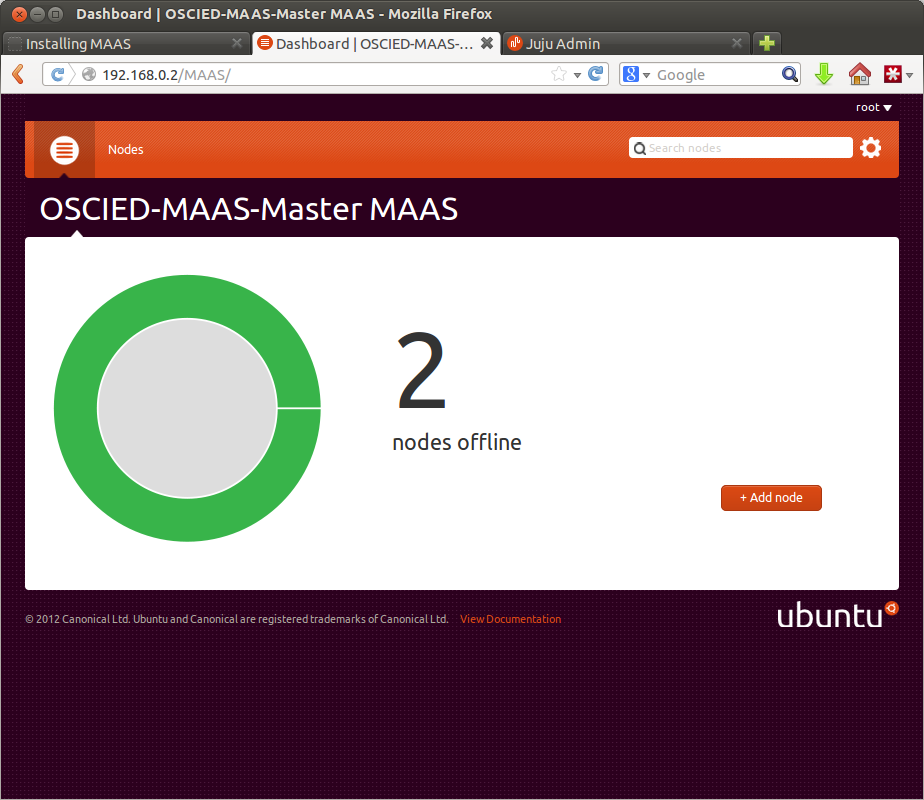 Dashboard | OSCIED-MAAS-Master MAAS - Mozilla Firefox
Installing MAAS
Dashboard | OSCIED-MAAS-...
Juju Admin
192.168.0.2/MAAS/
Google
root
Nodes
Search nodes
OSCIED-MAAS-Master MAAS
2
nodes offline
+ Add node
© 2012 Canonical Ltd. Ubuntu and Canonical are registered trademarks of Canonical Ltd. View Documentation
ubuntu